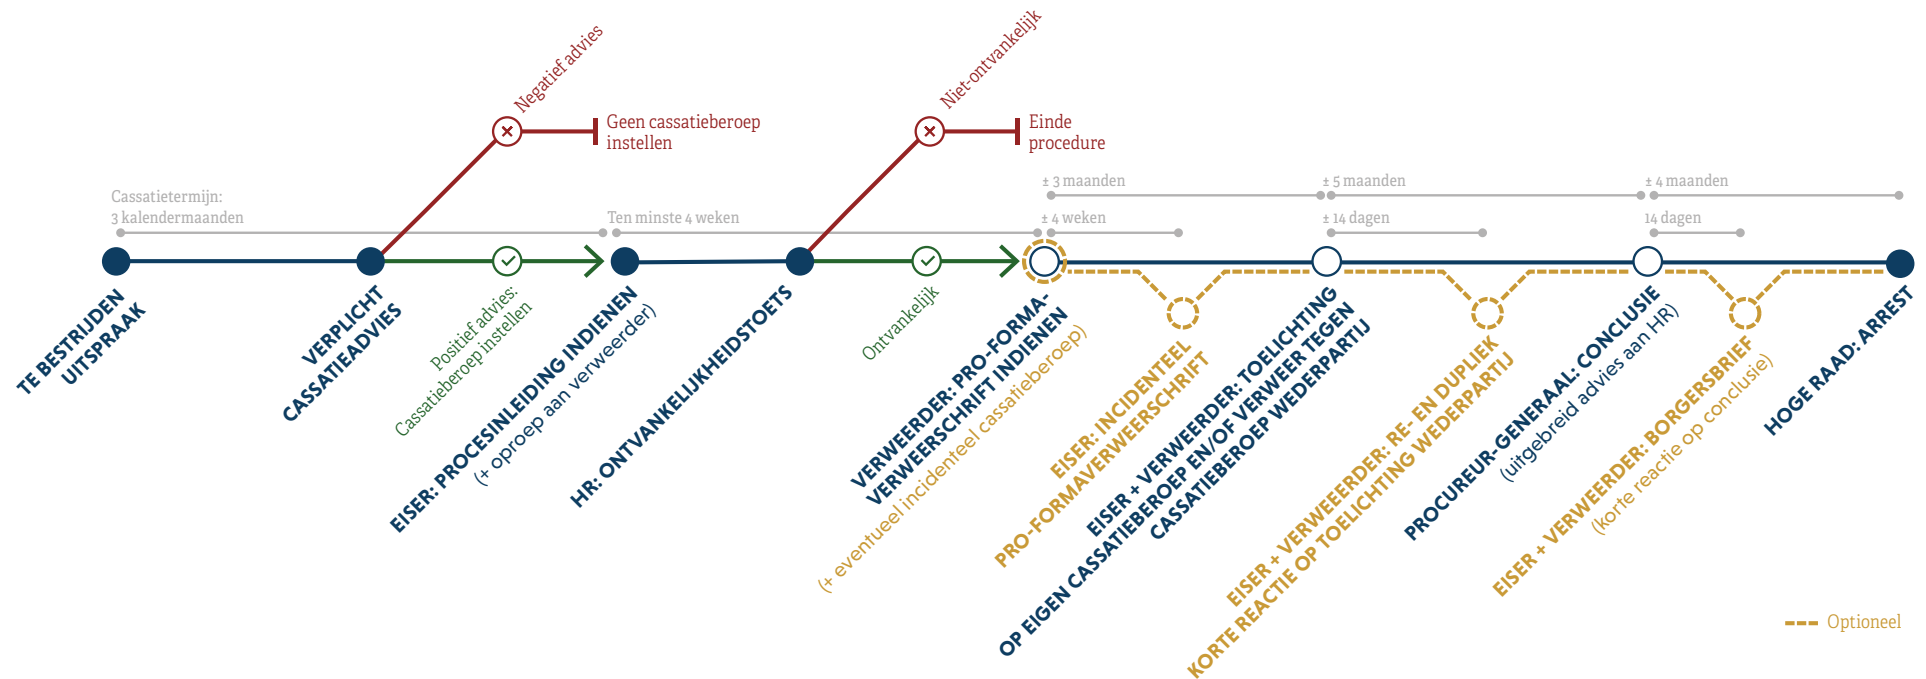 Negatief advies
Geen cassatieberoep
instellen
Niet-ontvankelijk
Einde
procedure
Cassatietermijn:
3 kalendermaanden
Ten minste 4 weken
± 3 maanden
± 4 weken
± 5 maanden
± 14 dagen
± 4 maanden
14 dagen
TE BESTRIJDEN
UITSPRAAK
VERPLICHT
CASSATIEADVIES
Positief advies:
Cassatieberoep instellen
EISER: PROCESINLEIDING INDIENEN
(+ oproep aan verweerder)
HR: ONTVANKELIJKHEIDSTOETS
Ontvankelijk
VERWEERDER: PRO-FORMA-
VERWEERSCHRIFT INDIENEN
(+ eventueel incidenteel cassatieberoep)
EISER: INCIDENTEEL
PRO-FORMAVERWEERSCHRIFT
EISER + VERWEERDER: TOELICHTING
OP EIGEN CASSATIEBEROEP EN/OF VERWEER TEGEN
CASSATIEBEROEP WEDERPARTIJ
EISER + VERWEERDER: RE- EN DUPLIEK
KORTE REACTIE OP TOELICHTING WEDERPARTIJ
PROCUREUR-GENERAAL: CONCLUSIE
(uitgebreid advies aan HR)
EISER + VERWEERDER: BORGERSBRIEF
(korte reactie op conclusie)
HOGE RAAD: ARREST
Optioneel